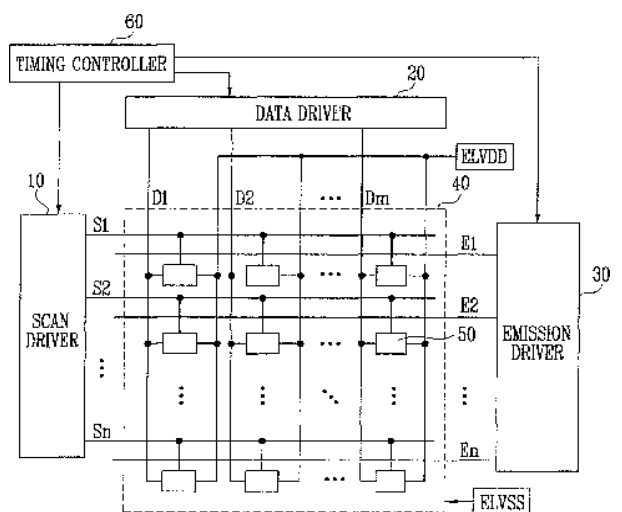 60
TIMING CONTROLLER
20
DATA DRIVER
ELVDD
10
D1 D2 ... Dm
40
S1
E1
30
S2
E2
SCAN DRIVER
50
EMISSION DRIVER
Sn
En
ELVSS